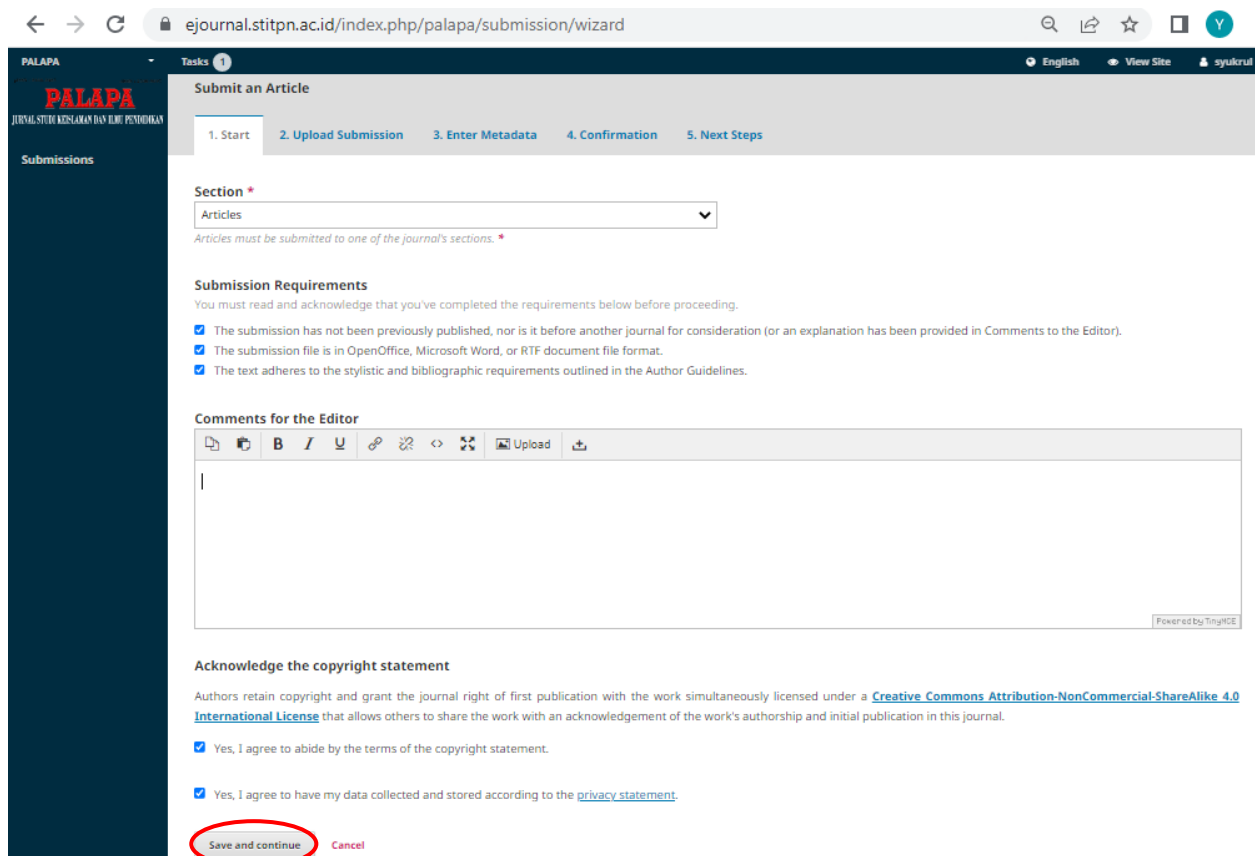 ejournal.stitpn.ac.id/index.php/palapa/submission/wizard
Y
PALAPA
Tasks 1
English
View Site
syukrul
PALAPA
JURNAL STUDI KEISLAMAN DAN ILMU PENDIDIKAN
Submissions
Submit an Article
1. Start 2. Upload Submission 3. Enter Metadata 4. Confirmation 5. Next Steps
Section *
Articles
Articles must be submitted to one of the journal's sections. *
Submission Requirements
You must read and acknowledge that you've completed the requirements below before proceeding.
The submission has not been previously published, nor is it before another journal for consideration (or an explanation has been provided in Comments to the Editor).
The submission file is in OpenOffice, Microsoft Word, or RTF document file format.
The text adheres to the stylistic and bibliographic requirements outlined in the Author Guidelines.
Comments for the Editor
B I U Upload
Powered by TinyMCE
Acknowledge the copyright statement
Authors retain copyright and grant the journal right of first publication with the work simultaneously licensed under a Creative Commons Attribution-NonCommercial-ShareAlike 4.0
International License that allows others to share the work with an acknowledgement of the work's authorship and initial publication in this journal.
Yes, I agree to abide by the terms of the copyright statement.
Yes, I agree to have my data collected and stored according to the privacy statement.
Save and continue Cancel